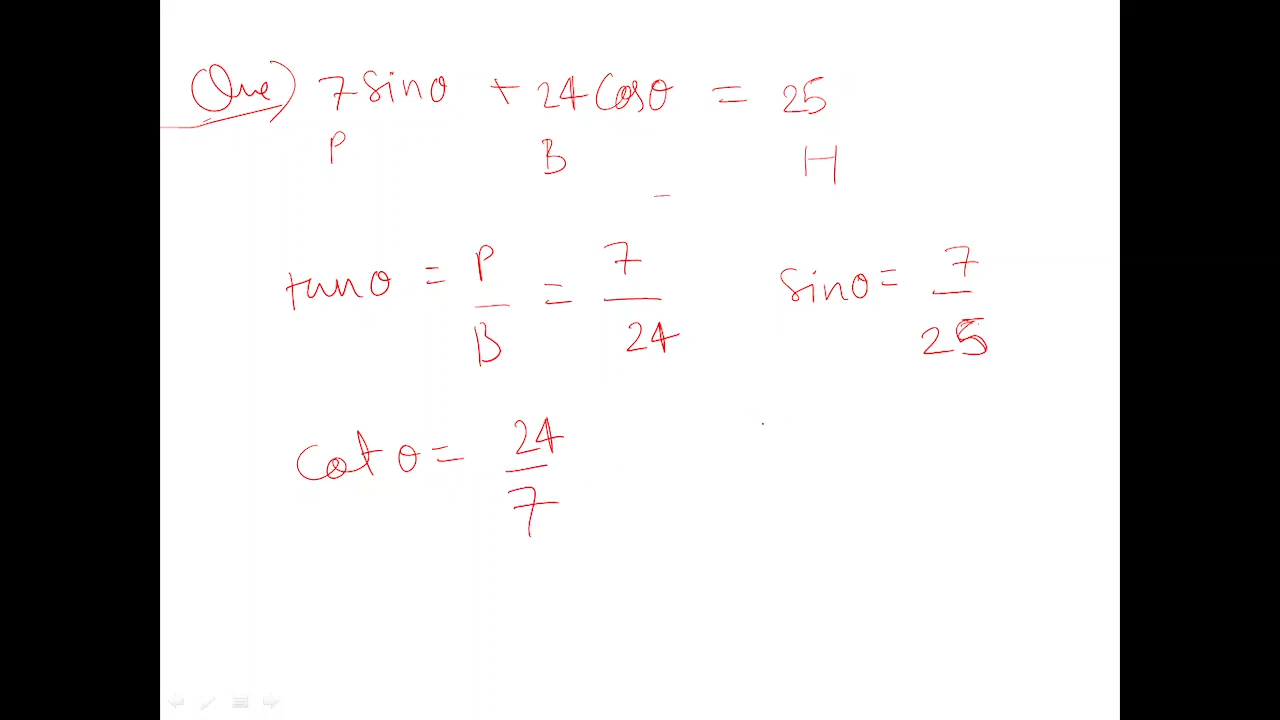 Que) 7 sinθ + 24 cosθ = 25
P B H
tanθ = P/B = 7/24 sinθ = 7/25
cotθ = 24/7